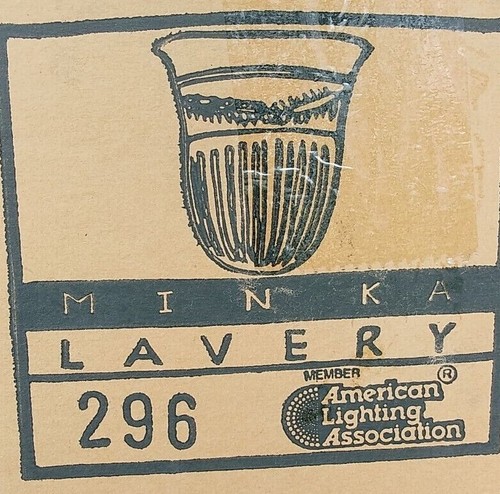 MINKA
LAVERY
296
MEMBER
American ®
Lighting
Association